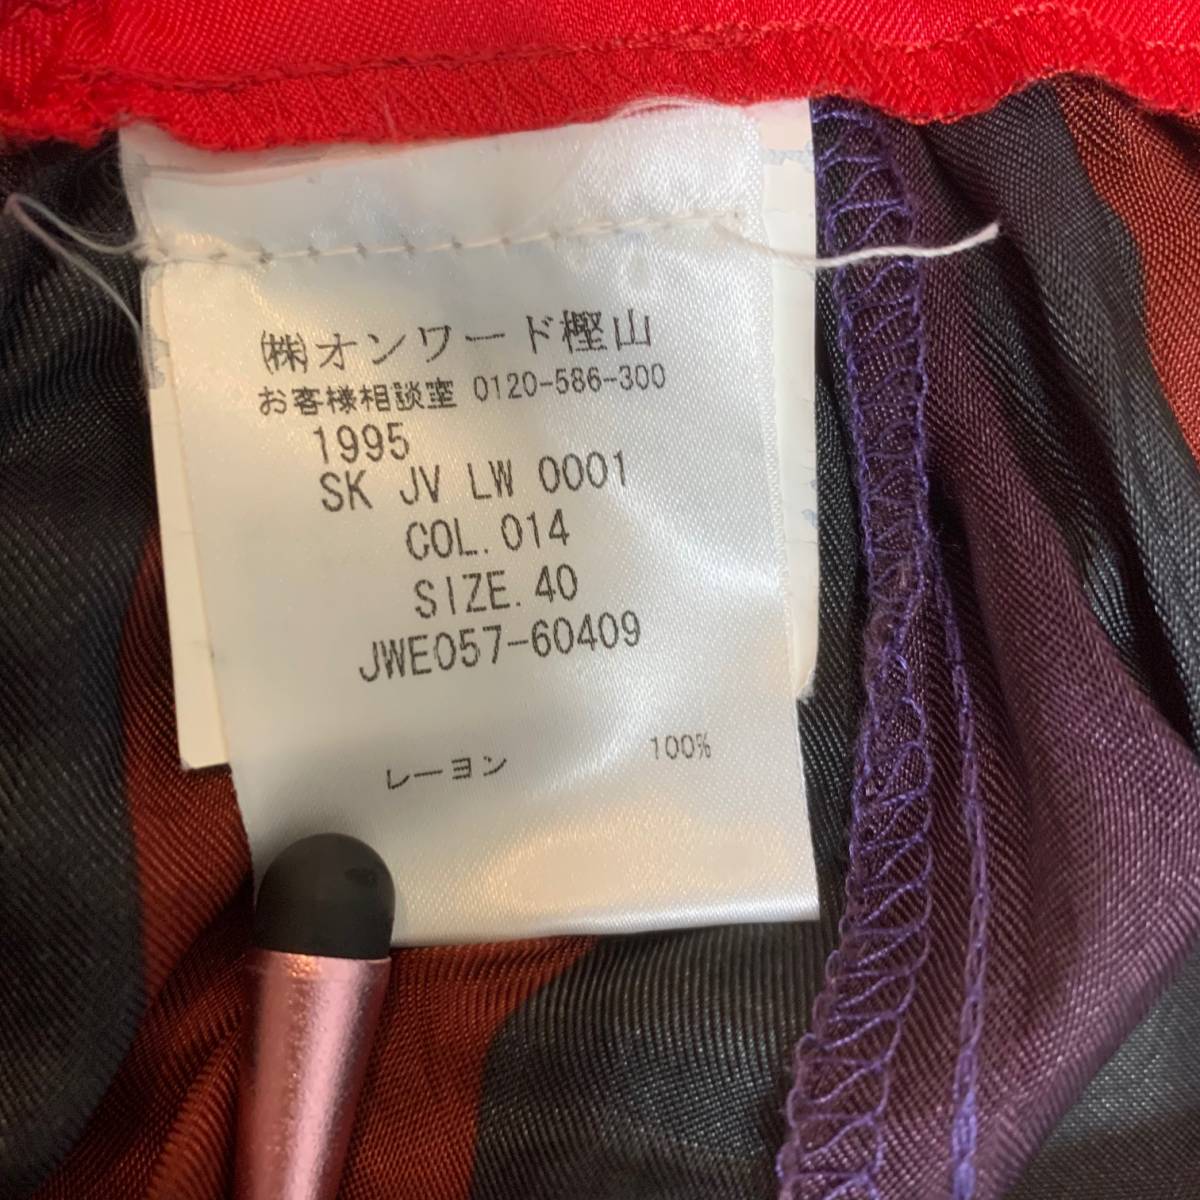 ㈱オンワード樫山
お客様相談室 0120-586-300
1995
SK JV LW 0001
COL.014
SIZE.40
JWE057-60409
レーヨン 100%